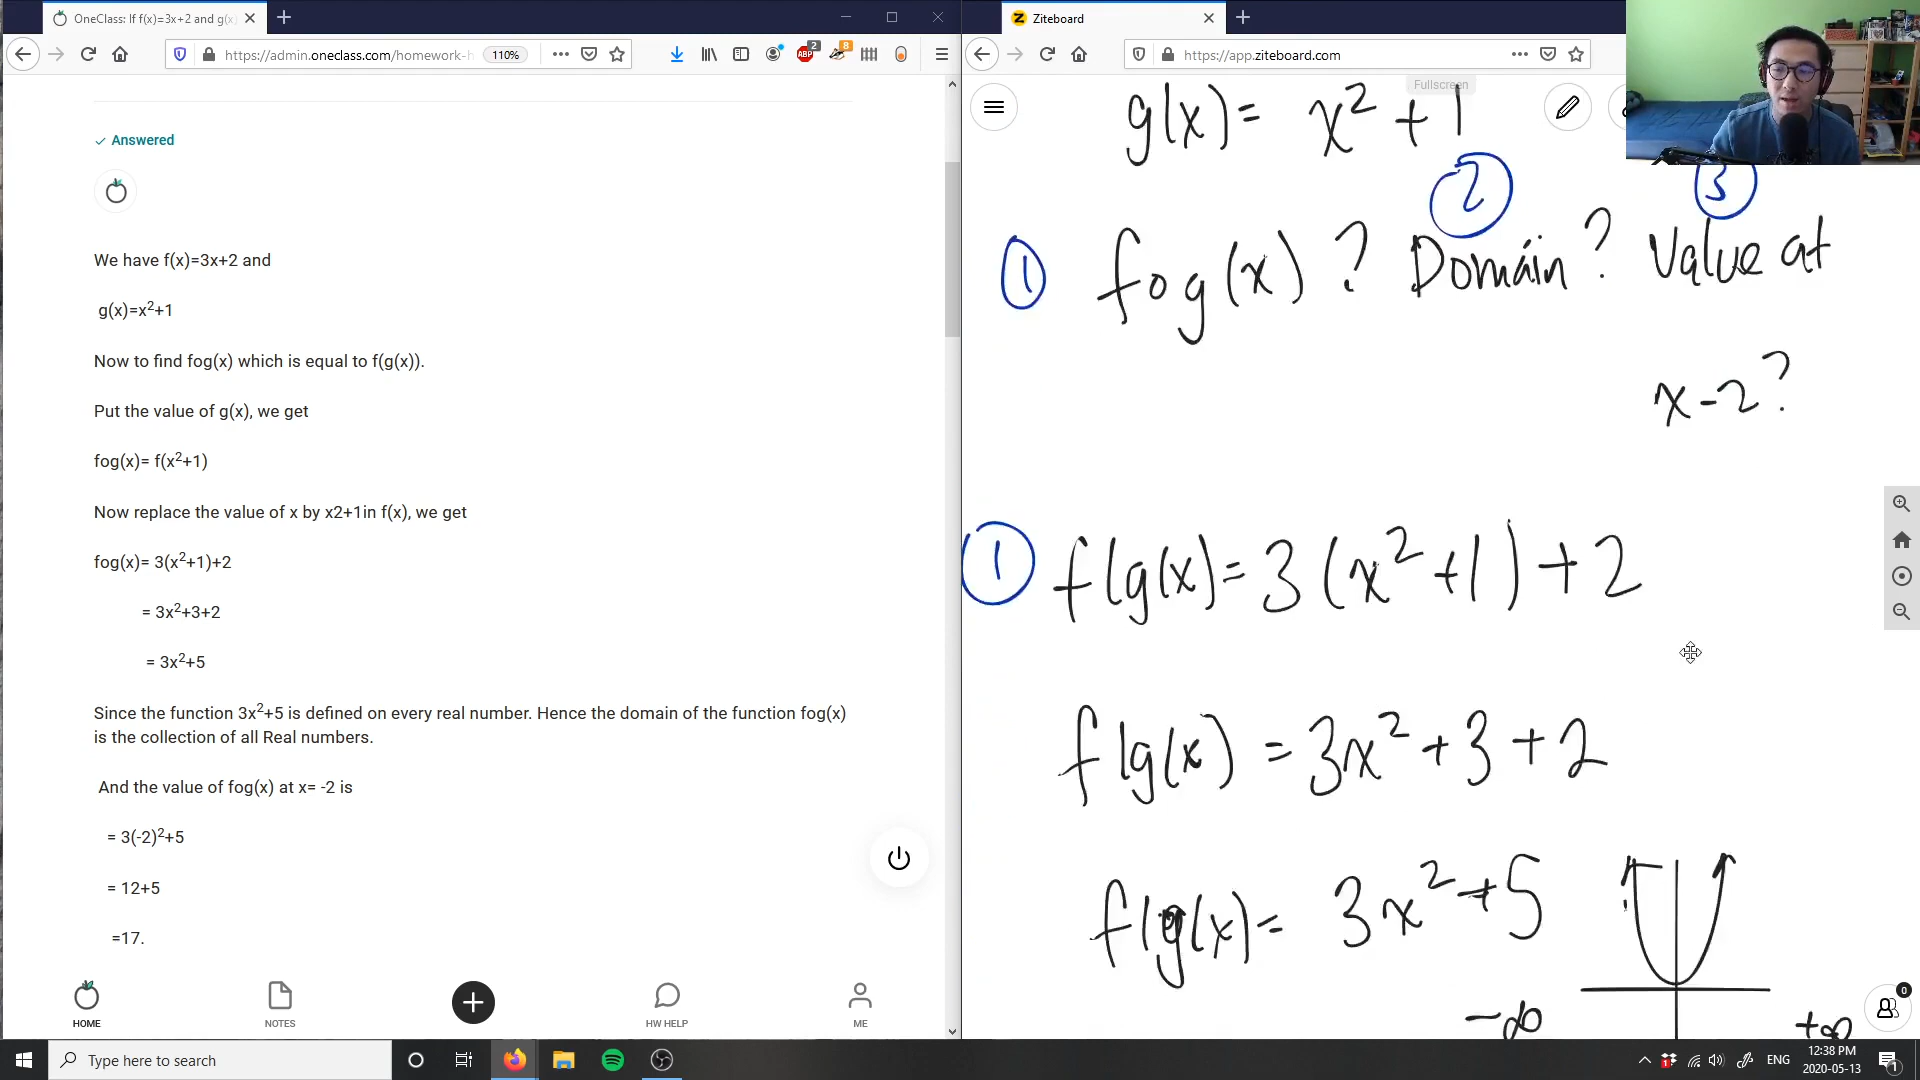 OneClass: If f(x)=3x+2 and g(x)
Ziteboard
https://admin.oneclass.com/homework-h
110%
2
8
https://app.ziteboard.com
Fullscreen
Answered
We have f(x)=3x+2 and
g(x)=x²+1
Now to find fog(x) which is equal to f(g(x)).
Put the value of g(x), we get
fog(x)= f(x²+1)
Now replace the value of x by x2+1in f(x), we get
fog(x)= 3(x²+1)+2
= 3x²+3+2
= 3x²+5
Since the function 3x²+5 is defined on every real number. Hence the domain of the function fog(x)
is the collection of all Real numbers.
And the value of fog(x) at x= -2 is
= 3(-2)²+5
= 12+5
=17.
HOME
NOTES
HW HELP
ME
g(x)= x²+1
2
3
1 fog(x)? Domain? Value at
x-2?
1 f(g(x)=3(x²+1)+2
f(g(x) =3x²+3+2
f(g(x)= 3x²+5
-∞ +∞
0
Type here to search
ENG
12:38 PM
2020-05-13
1